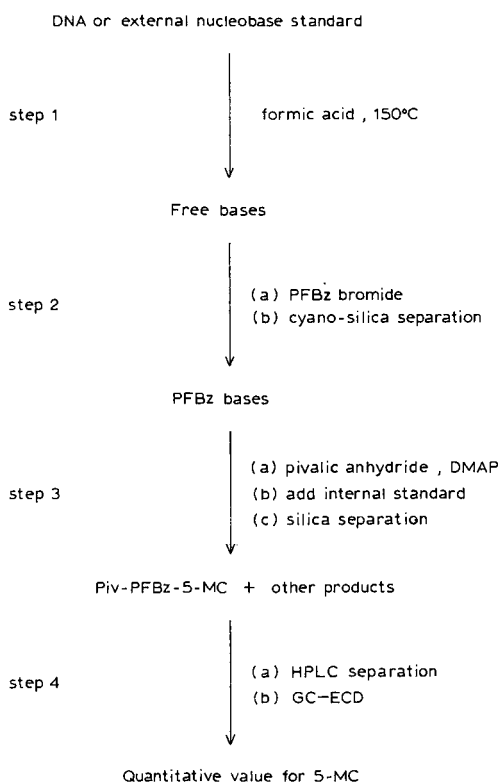 DNA or external nucleobase standard
step 1
formic acid , 150°C
Free bases
step 2
(a) PFBz bromide
(b) cyano-silica separation
PFBz bases
step 3
(a) pivalic anhydride , DMAP
(b) add internal standard
(c) silica separation
Piv-PFBz-5-MC + other products
step 4
(a) HPLC separation
(b) GC-ECD
Quantitative value for 5-MC